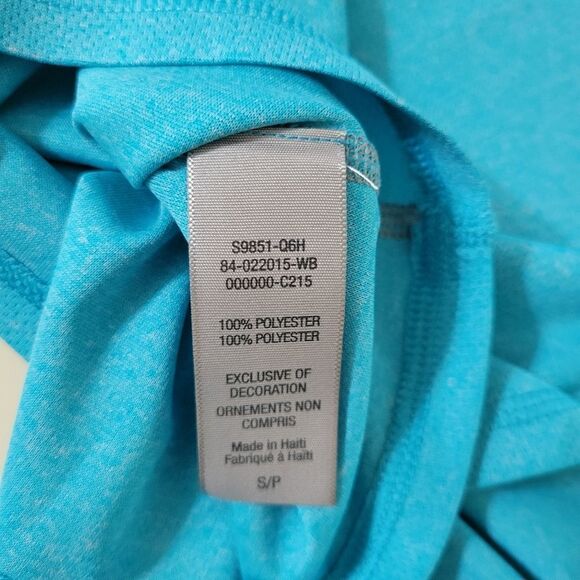 S9851-Q6H
84-022015-WB
000000-C215
100% POLYESTER
100% POLYESTER
EXCLUSIVE OF
DECORATION
ORNEMENTS NON
COMPRIS
Made in Haiti
Fabriqué à Haiti
S/P